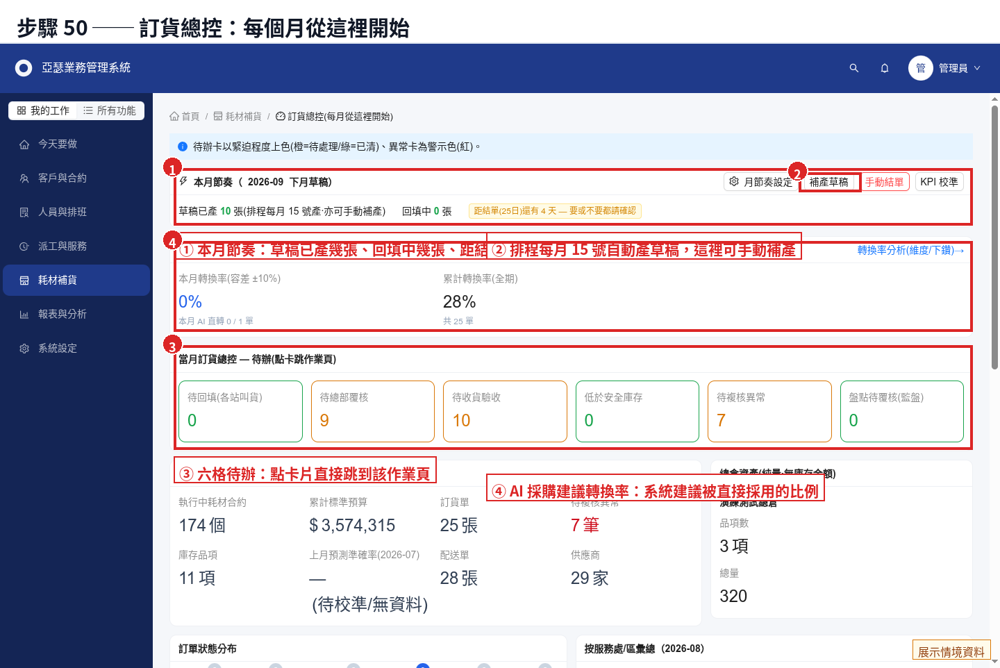 步驟 50 —— 訂貨總控：每個月從這裡開始
亞瑟業務管理系統
管 管理員
我的工作 所有功能
今天要做
客戶與合約
人員與排班
派工與服務
耗材補貨
報表與分析
系統設定
首頁 / 耗材補貨 / 訂貨總控(每月從這裡開始)
待辦卡以緊迫程度上色(橙=待處理/綠=已清)、異常卡為警示色(紅)。
1
本月節奏（ 2026-09 下月草稿）
月節奏設定
2
補產草稿
手動結單
KPI 校準
草稿已產 10 張(排程每月 15 號產·亦可手動補產) 回填中 0 張 距結單(25日)還有 4 天 — 要或不要都請確認
4
① 本月節奏：草稿已產幾張、回填中幾張、距結
② 排程每月 15 號自動產草稿，這裡可手動補產
轉換率分析(維度/下鑽)→
本月轉換率(容差 ±10%) 累計轉換率(全期)
0% 28%
本月 AI 直轉 0 / 1 單 共 25 單
3
當月訂貨總控 — 待辦(點卡跳作業頁)
待回填(各站叫貨) 待總部覆核 待收貨驗收 低於安全庫存 待複核異常 盤點待覆核(監盤)
0 9 10 0 7 0
③ 六格待辦：點卡片直接跳到該作業頁
總倉資產(純量·無庫存金額)
④ AI 採購建議轉換率：系統建議被直接採用的比例
執行中耗材合約 累計標準預算 訂貨單 待複核異常 演練測試總倉
174 個 $ 3,574,315 25 張 7 筆
品項數
3 項
庫存品項 上月預測準確率(2026-07) 配送單 供應商
11 項 — 28 張 29 家
(待校準/無資料)
總量
320
訂單狀態分布 按服務處/區彙總（2026-08）
展示情境資料